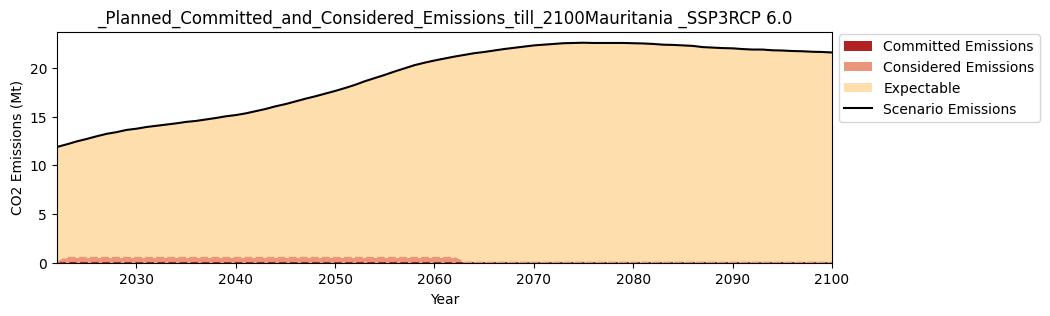 _Planned_Committed_and_Considered_Emissions_till_2100Mauritania _SSP3RCP 6.0
Committed Emissions
Considered Emissions
Expectable
Scenario Emissions
CO2 Emissions (Mt)
20
15
10
5
0
2030 2040 2050 2060 2070 2080 2090 2100
Year